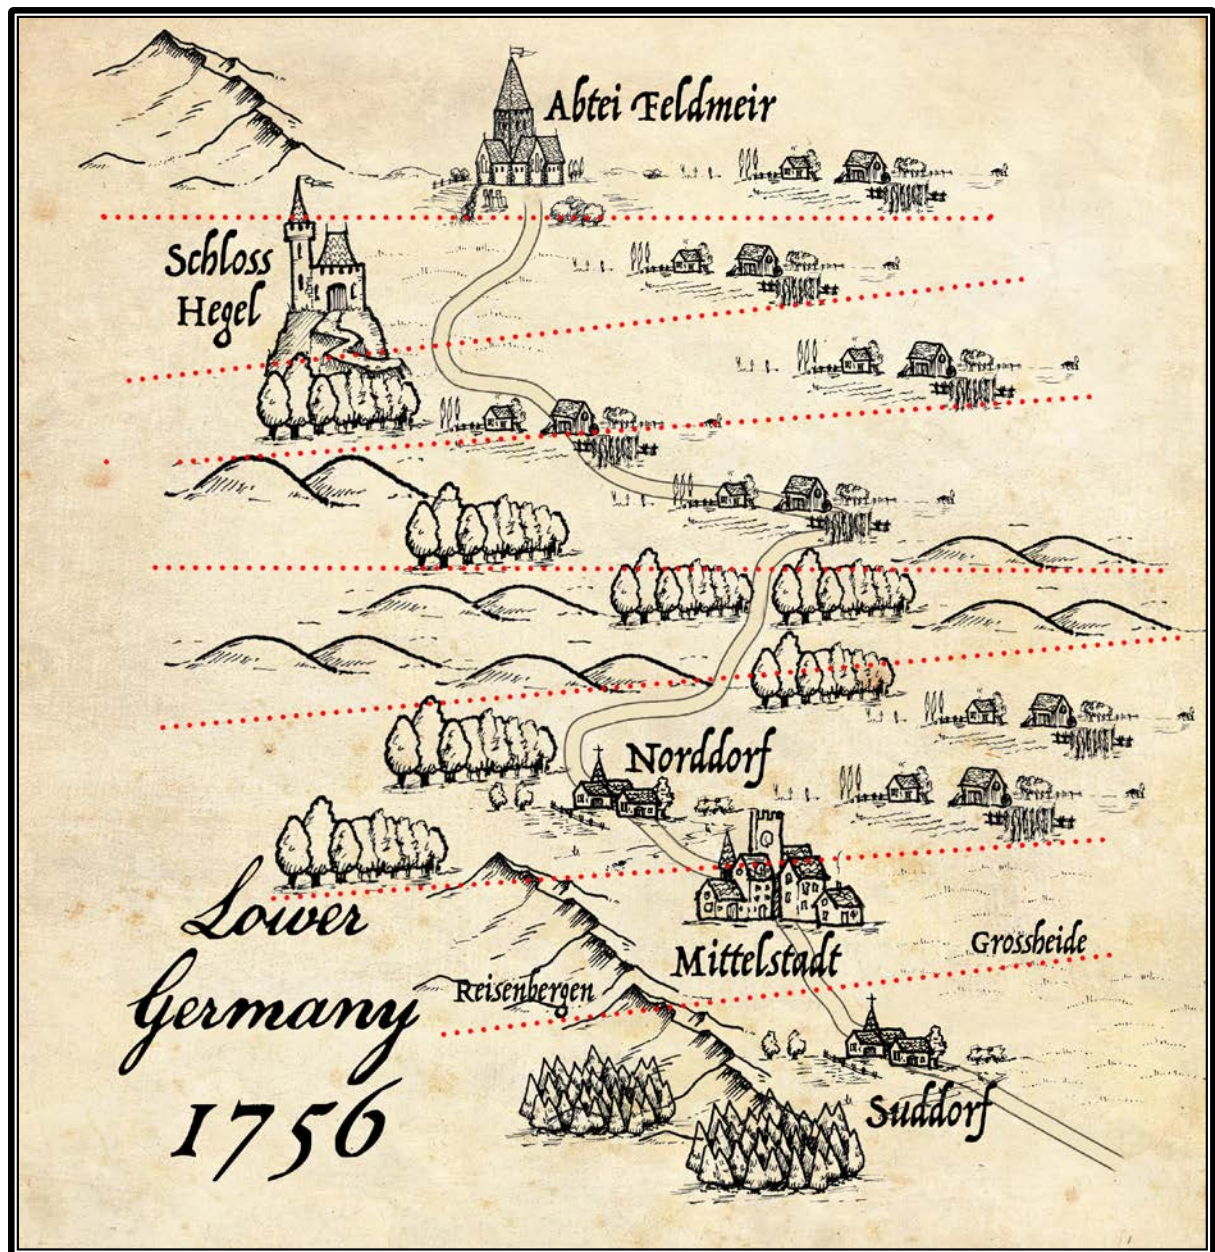 Abtei Feldmeir
Schloss
Hegel
Norddorf
Lower
Germany
1756
Mittelstadt
Grossheide
Reisenbergen
Suddorf